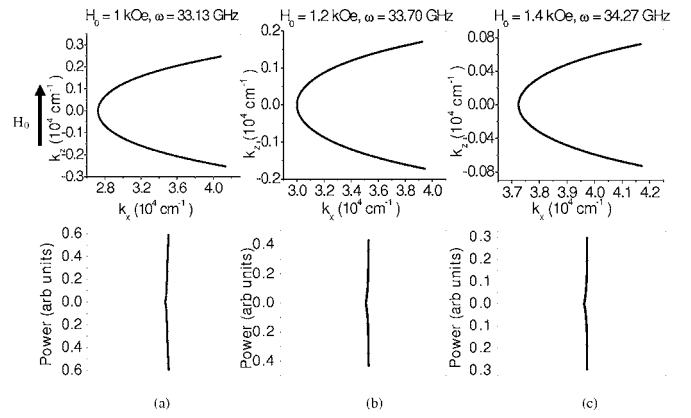 H0 = 1 kOe, ω = 33.13 GHz
H0 = 1.2 kOe, ω = 33.70 GHz
H0 = 1.4 kOe, ω = 34.27 GHz
H0
kz (10^4 cm^-1)
0.3
0.2
0.1
0.0
-0.1
-0.2
-0.3
2.8 3.2 3.6 4.0
kx (10^4 cm^-1)
kz (10^4 cm^-1)
0.2
0.1
0.0
-0.1
-0.2
3.0 3.2 3.4 3.6 3.8 4.0
kx (10^4 cm^-1)
kz (10^4 cm^-1)
0.08
0.04
0.00
-0.04
-0.08
3.7 3.8 3.9 4.0 4.1 4.2
kx (10^4 cm^-1)
Power (arb units)
0.6
0.4
0.2
0.0
0.2
0.4
0.6
Power (arb units)
0.4
0.2
0.0
0.2
0.4
Power (arb units)
0.3
0.2
0.1
0.0
0.1
0.2
0.3
(a)
(b)
(c)